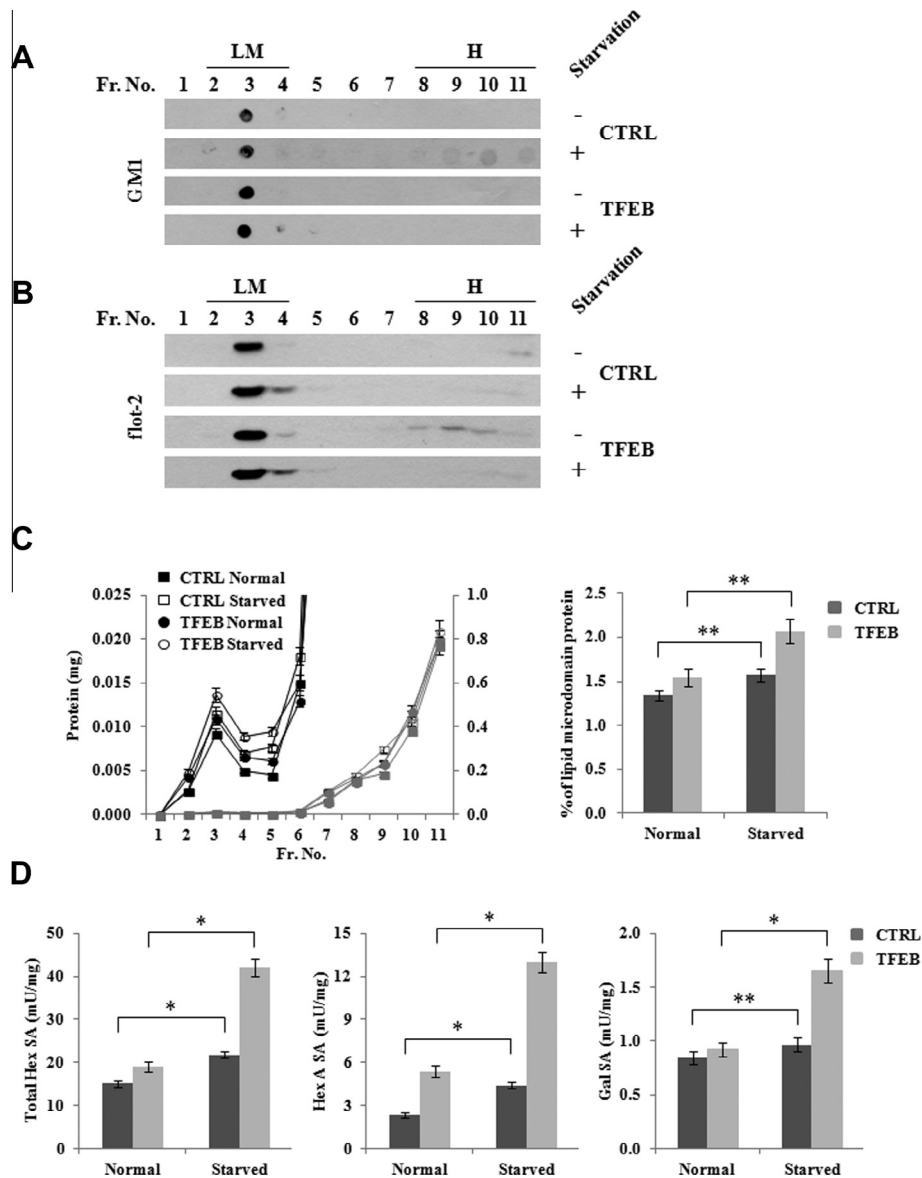 A
LM H
Fr. No. 1 2 3 4 5 6 7 8 9 10 11
Starvation
GM1
- CTRL
+
- TFEB
+
B
LM H
Fr. No. 1 2 3 4 5 6 7 8 9 10 11
Starvation
flot-2
- CTRL
+
- TFEB
+
C
CTRL Normal
CTRL Starved
TFEB Normal
TFEB Starved
Protein (mg)
0.025
0.020
0.015
0.010
0.005
0.000
1.0
0.8
0.6
0.4
0.2
0.0
1 2 3 4 5 6 7 8 9 10 11
Fr. No.
% of lipid microdomain protein
2.5
2.0
1.5
1.0
0.5
0.0
** **
CTRL
TFEB
Normal Starved
D
Total Hex SA (mU/mg)
50
40
30
20
10
0
* *
Normal Starved
Hex A SA (mU/mg)
15
12
9
6
3
0
* *
Normal Starved
Gal SA (mU/mg)
2.0
1.5
1.0
0.5
0.0
** *
CTRL
TFEB
Normal Starved